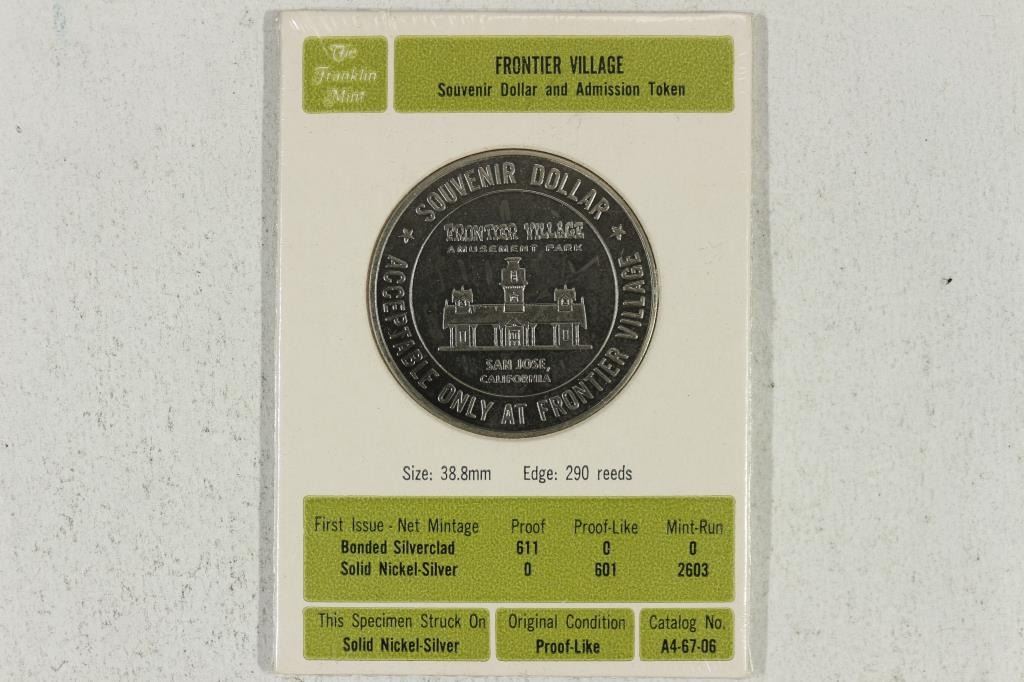 The
Franklin
Mint
FRONTIER VILLAGE
Souvenir Dollar and Admission Token
SOUVENIR DOLLAR
FRONTIER VILLAGE
AMUSEMENT PARK
SAN JOSE,
CALIFORNIA
ACCEPTABLE ONLY AT FRONTIER VILLAGE
Size: 38.8mm Edge: 290 reeds
First Issue - Net Mintage Proof Proof-Like Mint-Run
Bonded Silverclad 611 0 0
Solid Nickel-Silver 0 601 2603
This Specimen Struck On Original Condition Catalog No.
Solid Nickel-Silver Proof-Like A4-67-06